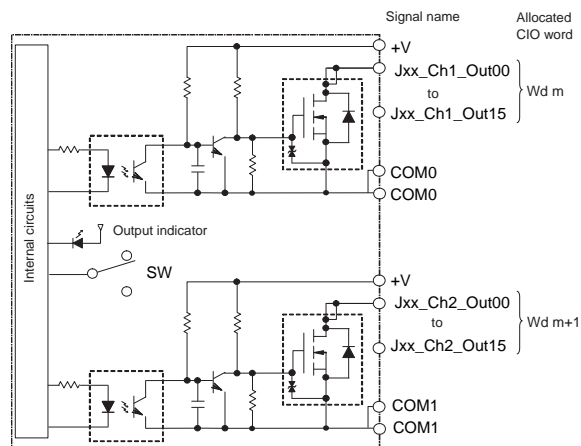 Signal name
Allocated
CIO word
+V
Jxx_Ch1_Out00
to
Jxx_Ch1_Out15
Wd m
COM0
COM0
Internal circuits
Output indicator
SW
+V
Jxx_Ch2_Out00
to
Jxx_Ch2_Out15
Wd m+1
COM1
COM1